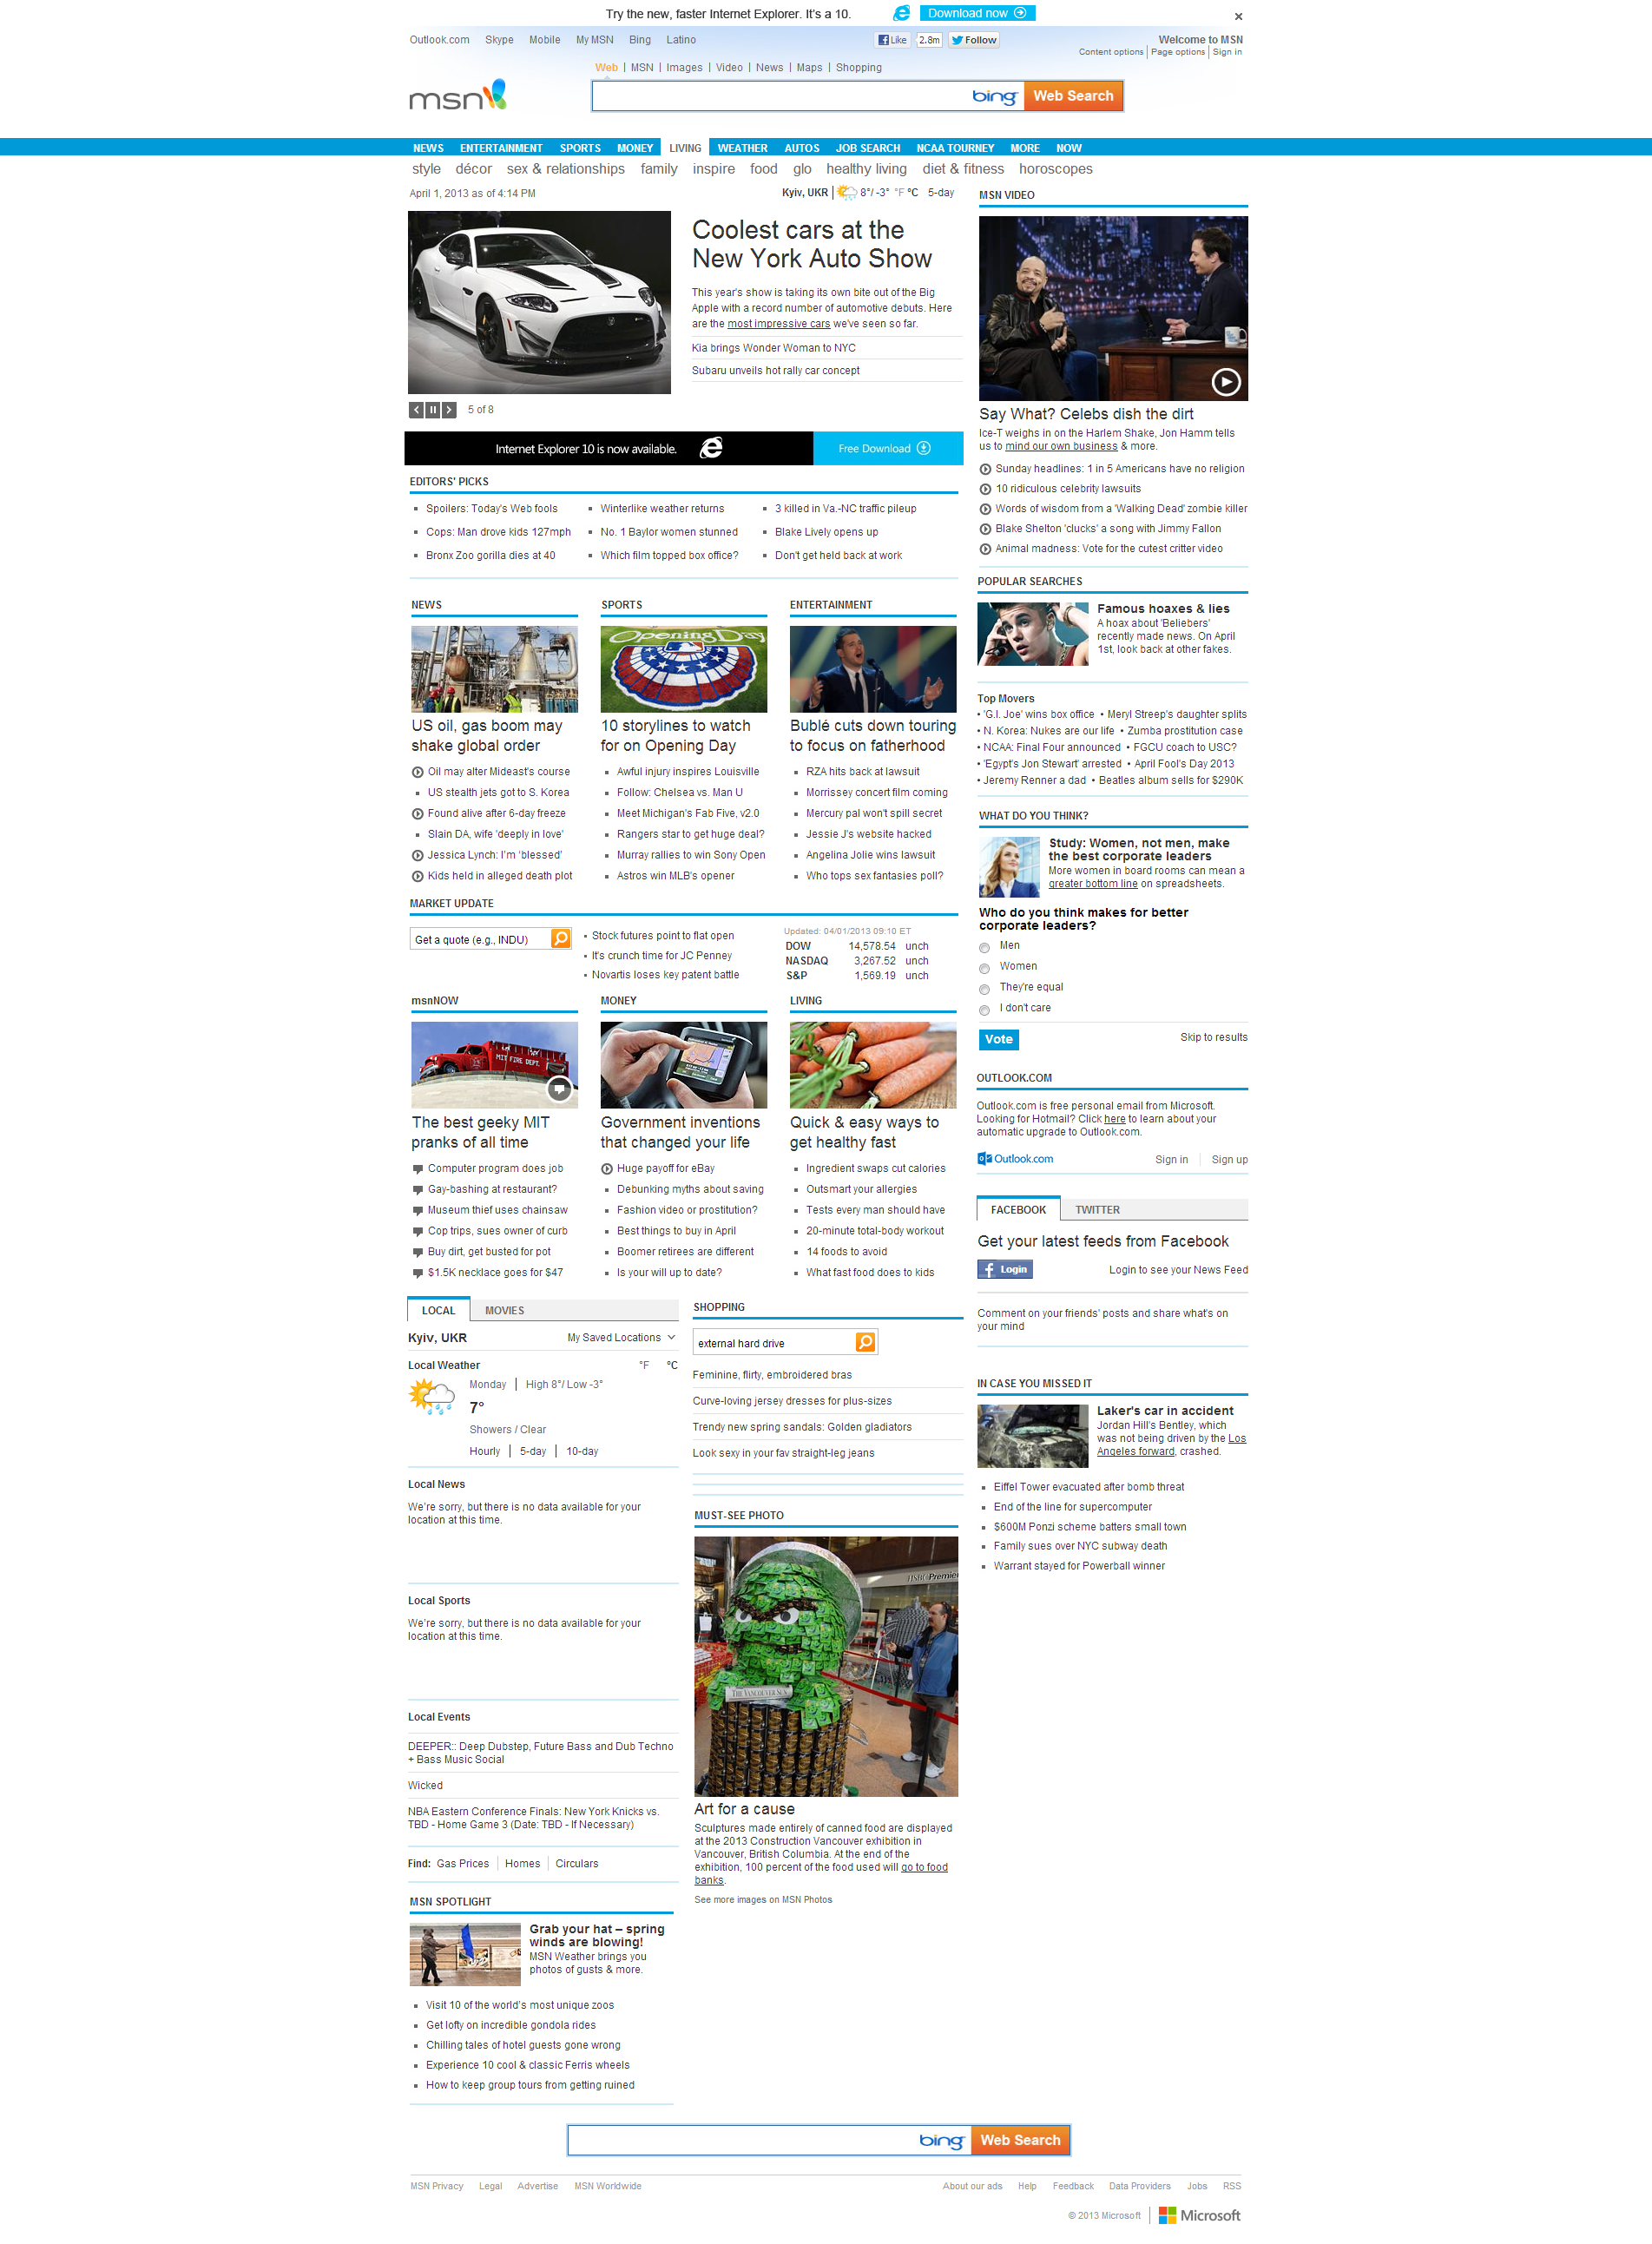 Try the new, faster Internet Explorer. It's a 10.
Download now
Outlook.com Skype Mobile My MSN Bing Latino
Like 2.8m Follow
Welcome to MSN
Content options Page options Sign in
Web MSN Images Video News Maps Shopping
msn
bing Web Search
NEWS ENTERTAINMENT SPORTS MONEY LIVING WEATHER AUTOS JOB SEARCH NCAA TOURNEY MORE NOW
style décor sex & relationships family inspire food glo healthy living diet & fitness horoscopes
April 1, 2013 as of 4:14 PM
Kyiv, UKR 8°/ -3° °F °C 5-day
Coolest cars at the
New York Auto Show
This year's show is taking its own bite out of the Big
Apple with a record number of automotive debuts. Here
are the most impressive cars we've seen so far.
Kia brings Wonder Woman to NYC
Subaru unveils hot rally car concept
5 of 8
Internet Explorer 10 is now available. Free Download
EDITORS' PICKS
Spoilers: Today's Web fools
Cops: Man drove kids 127mph
Bronx Zoo gorilla dies at 40
Winterlike weather returns
No. 1 Baylor women stunned
Which film topped box office?
3 killed in Va.-NC traffic pileup
Blake Lively opens up
Don't get held back at work
NEWS
US oil, gas boom may
shake global order
Oil may alter Mideast's course
US stealth jets got to S. Korea
Found alive after 6-day freeze
Slain DA, wife 'deeply in love'
Jessica Lynch: I'm 'blessed'
Kids held in alleged death plot
SPORTS
Opening Day
10 storylines to watch
for on Opening Day
Awful injury inspires Louisville
Follow: Chelsea vs. Man U
Meet Michigan's Fab Five, v2.0
Rangers star to get huge deal?
Murray rallies to win Sony Open
Astros win MLB's opener
ENTERTAINMENT
Bublé cuts down touring
to focus on fatherhood
RZA hits back at lawsuit
Morrissey concert film coming
Mercury pal won't spill secret
Jessie J's website hacked
Angelina Jolie wins lawsuit
Who tops sex fantasies poll?
MARKET UPDATE
Get a quote (e.g., INDU)
Stock futures point to flat open
It's crunch time for JC Penney
Novartis loses key patent battle
Updated: 04/01/2013 09:10 ET
DOW 14,578.54 unch
NASDAQ 3,267.52 unch
S&P 1,569.19 unch
msnNOW
MIT FIRE DEPT.
The best geeky MIT
pranks of all time
Computer program does job
Gay-bashing at restaurant?
Museum thief uses chainsaw
Cop trips, sues owner of curb
Buy dirt, get busted for pot
$1.5K necklace goes for $47
MONEY
Government inventions
that changed your life
Huge payoff for eBay
Debunking myths about saving
Fashion video or prostitution?
Best things to buy in April
Boomer retirees are different
Is your will up to date?
LIVING
Quick & easy ways to
get healthy fast
Ingredient swaps cut calories
Outsmart your allergies
Tests every man should have
20-minute total-body workout
14 foods to avoid
What fast food does to kids
LOCAL MOVIES
Kyiv, UKR My Saved Locations
Local Weather °F °C
Monday High 8°/ Low -3°
7°
Showers / Clear
Hourly 5-day 10-day
Local News
We're sorry, but there is no data available for your
location at this time.
Local Sports
We're sorry, but there is no data available for your
location at this time.
Local Events
DEEPER:: Deep Dubstep, Future Bass and Dub Techno
+ Bass Music Social
Wicked
NBA Eastern Conference Finals: New York Knicks vs.
TBD - Home Game 3 (Date: TBD - If Necessary)
Find: Gas Prices Homes Circulars
MSN SPOTLIGHT
Grab your hat – spring
winds are blowing!
MSN Weather brings you
photos of gusts & more.
Visit 10 of the world's most unique zoos
Get lofty on incredible gondola rides
Chilling tales of hotel guests gone wrong
Experience 10 cool & classic Ferris wheels
How to keep group tours from getting ruined
SHOPPING
external hard drive
Feminine, flirty, embroidered bras
Curve-loving jersey dresses for plus-sizes
Trendy new spring sandals: Golden gladiators
Look sexy in your fav straight-leg jeans
MUST-SEE PHOTO
HSBC Premier
THE VANCOUVER SUN
Art for a cause
Sculptures made entirely of canned food are displayed
at the 2013 Construction Vancouver exhibition in
Vancouver, British Columbia. At the end of the
exhibition, 100 percent of the food used will go to food
banks.
See more images on MSN Photos
MSN VIDEO
Say What? Celebs dish the dirt
Ice-T weighs in on the Harlem Shake, Jon Hamm tells
us to mind our own business & more.
Sunday headlines: 1 in 5 Americans have no religion
10 ridiculous celebrity lawsuits
Words of wisdom from a 'Walking Dead' zombie killer
Blake Shelton 'clucks' a song with Jimmy Fallon
Animal madness: Vote for the cutest critter video
POPULAR SEARCHES
Famous hoaxes & lies
A hoax about 'Beliebers'
recently made news. On April
1st, look back at other fakes.
Top Movers
• 'G.I. Joe' wins box office • Meryl Streep's daughter splits
• N. Korea: Nukes are our life • Zumba prostitution case
• NCAA: Final Four announced • FGCU coach to USC?
• 'Egypt's Jon Stewart' arrested • April Fool's Day 2013
• Jeremy Renner a dad • Beatles album sells for $290K
WHAT DO YOU THINK?
Study: Women, not men, make
the best corporate leaders
More women in board rooms can mean a
greater bottom line on spreadsheets.
Who do you think makes for better
corporate leaders?
Men
Women
They're equal
I don't care
Vote Skip to results
OUTLOOK.COM
Outlook.com is free personal email from Microsoft.
Looking for Hotmail? Click here to learn about your
automatic upgrade to Outlook.com.
Outlook.com Sign in Sign up
FACEBOOK TWITTER
Get your latest feeds from Facebook
Login Login to see your News Feed
Comment on your friends' posts and share what's on
your mind
IN CASE YOU MISSED IT
Laker's car in accident
Jordan Hill's Bentley, which
was not being driven by the Los
Angeles forward, crashed.
Eiffel Tower evacuated after bomb threat
End of the line for supercomputer
$600M Ponzi scheme batters small town
Family sues over NYC subway death
Warrant stayed for Powerball winner
bing Web Search
MSN Privacy Legal Advertise MSN Worldwide
About our ads Help Feedback Data Providers Jobs RSS
© 2013 Microsoft Microsoft